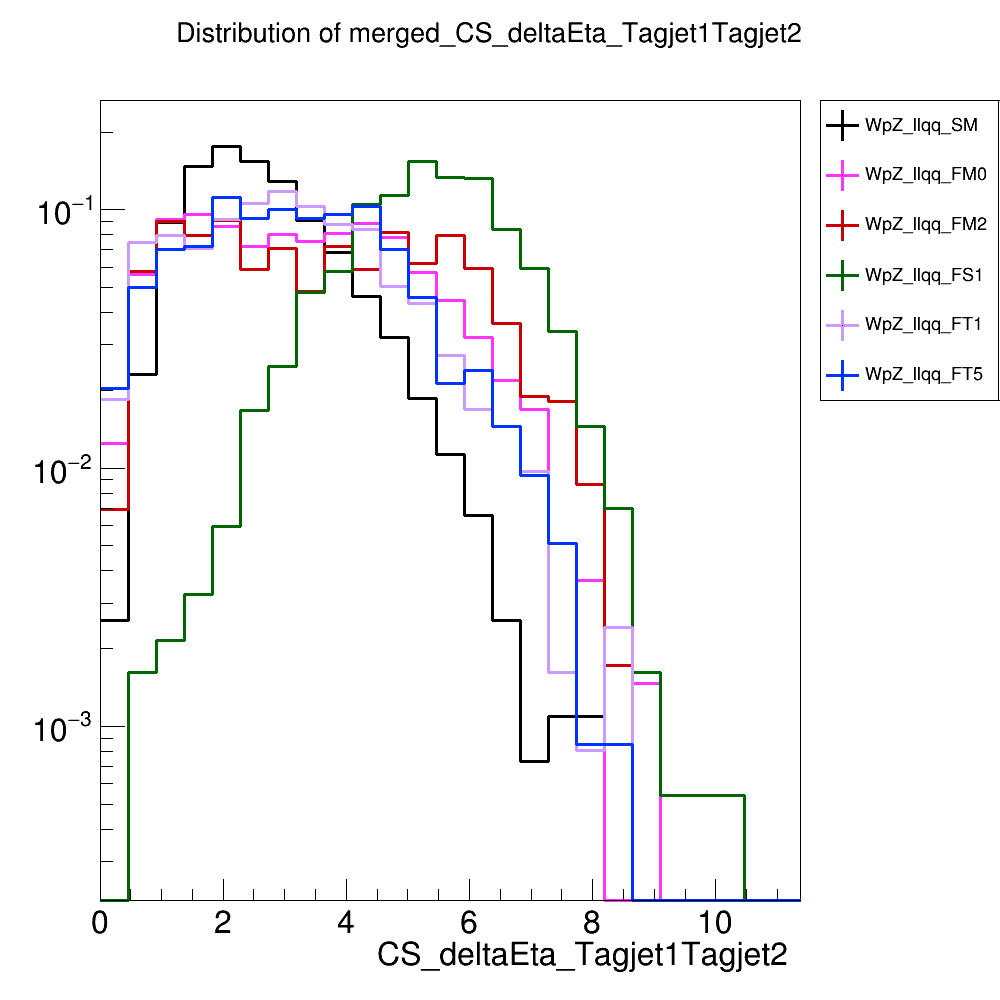 Distribution of merged_CS_deltaEta_Tagjet1Tagjet2
WpZ_llqq_SM
WpZ_llqq_FM0
WpZ_llqq_FM2
WpZ_llqq_FS1
WpZ_llqq_FT1
WpZ_llqq_FT5
10⁻¹
10⁻²
10⁻³
0 2 4 6 8 10
CS_deltaEta_Tagjet1Tagjet2